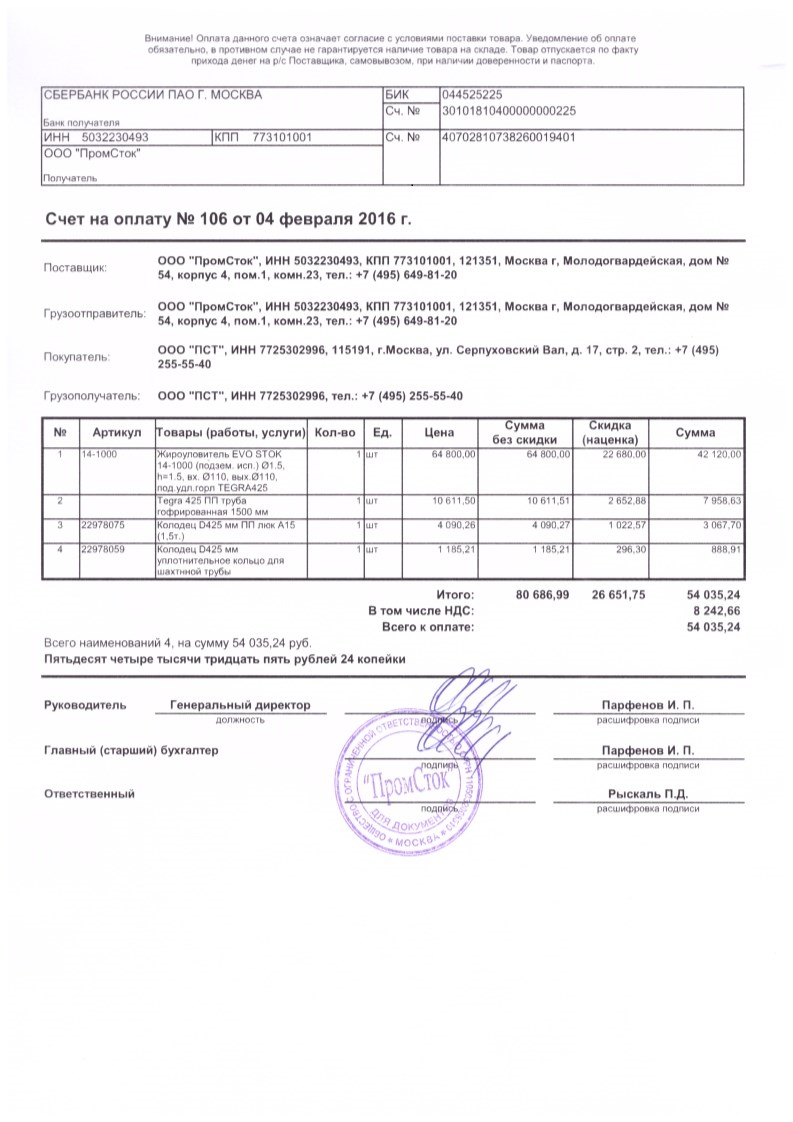 Внимание! Оплата данного счета означает согласие с условиями поставки товара. Уведомление об оплате
обязательно, в противном случае не гарантируется наличие товара на складе. Товар отпускается по факту
прихода денег на р/с Поставщика, самовывозом, при наличии доверенности и паспорта.
СБЕРБАНК РОССИИ ПАО Г. МОСКВА БИК 044525225
Сч. № 30101810400000000225
Банк получателя
ИНН 5032230493 КПП 773101001 Сч. № 40702810738260019401
ООО "ПромСток"
Получатель
Счет на оплату № 106 от 04 февраля 2016 г.
Поставщик: ООО "ПромСток", ИНН 5032230493, КПП 773101001, 121351, Москва г, Молодогвардейская, дом №
54, корпус 4, пом.1, комн.23, тел.: +7 (495) 649-81-20
Грузоотправитель: ООО "ПромСток", ИНН 5032230493, КПП 773101001, 121351, Москва г, Молодогвардейская, дом №
54, корпус 4, пом.1, комн.23, тел.: +7 (495) 649-81-20
Покупатель: ООО "ПСТ", ИНН 7725302996, 115191, г.Москва, ул. Серпуховский Вал, д. 17, стр. 2, тел.: +7 (495)
255-55-40
Грузополучатель: ООО "ПСТ", ИНН 7725302996, тел.: +7 (495) 255-55-40
№ Артикул Товары (работы, услуги) Кол-во Ед. Цена Сумма без скидки Скидка (наценка) Сумма
1 14-1000 Жироуловитель EVO STOK 1 шт 64 800,00 64 800,00 22 680,00 42 120,00
14-1000 (подзем. исп.) Ø1.5,
h=1.5, вх. Ø110, вых.Ø110,
под.удл.горл TEGRA425
2 Tegra 425 ПП труба 1 шт 10 611,50 10 611,51 2 652,88 7 958,63
гофрированная 1500 мм
3 22978075 Колодец D425 мм ПП люк А15 1 шт 4 090,26 4 090,27 1 022,57 3 067,70
(1,5т.)
4 22978059 Колодец D425 мм 1 шт 1 185,21 1 185,21 296,30 888,91
уплотнительное кольцо для
шахтнной трубы
Итого: 80 686,99 26 651,75 54 035,24
В том числе НДС: 8 242,66
Всего к оплате: 54 035,24
Всего наименований 4, на сумму 54 035,24 руб.
Пятьдесят четыре тысячи тридцать пять рублей 24 копейки
Руководитель Генеральный директор Парфенов И. П.
должность подпись расшифровка подписи
Главный (старший) бухгалтер Парфенов И. П.
подпись расшифровка подписи
Ответственный Рыскаль П.Д.
подпись расшифровка подписи
"ПромСток"
ДЛЯ ДОКУМЕНТОВ
МОСКВА